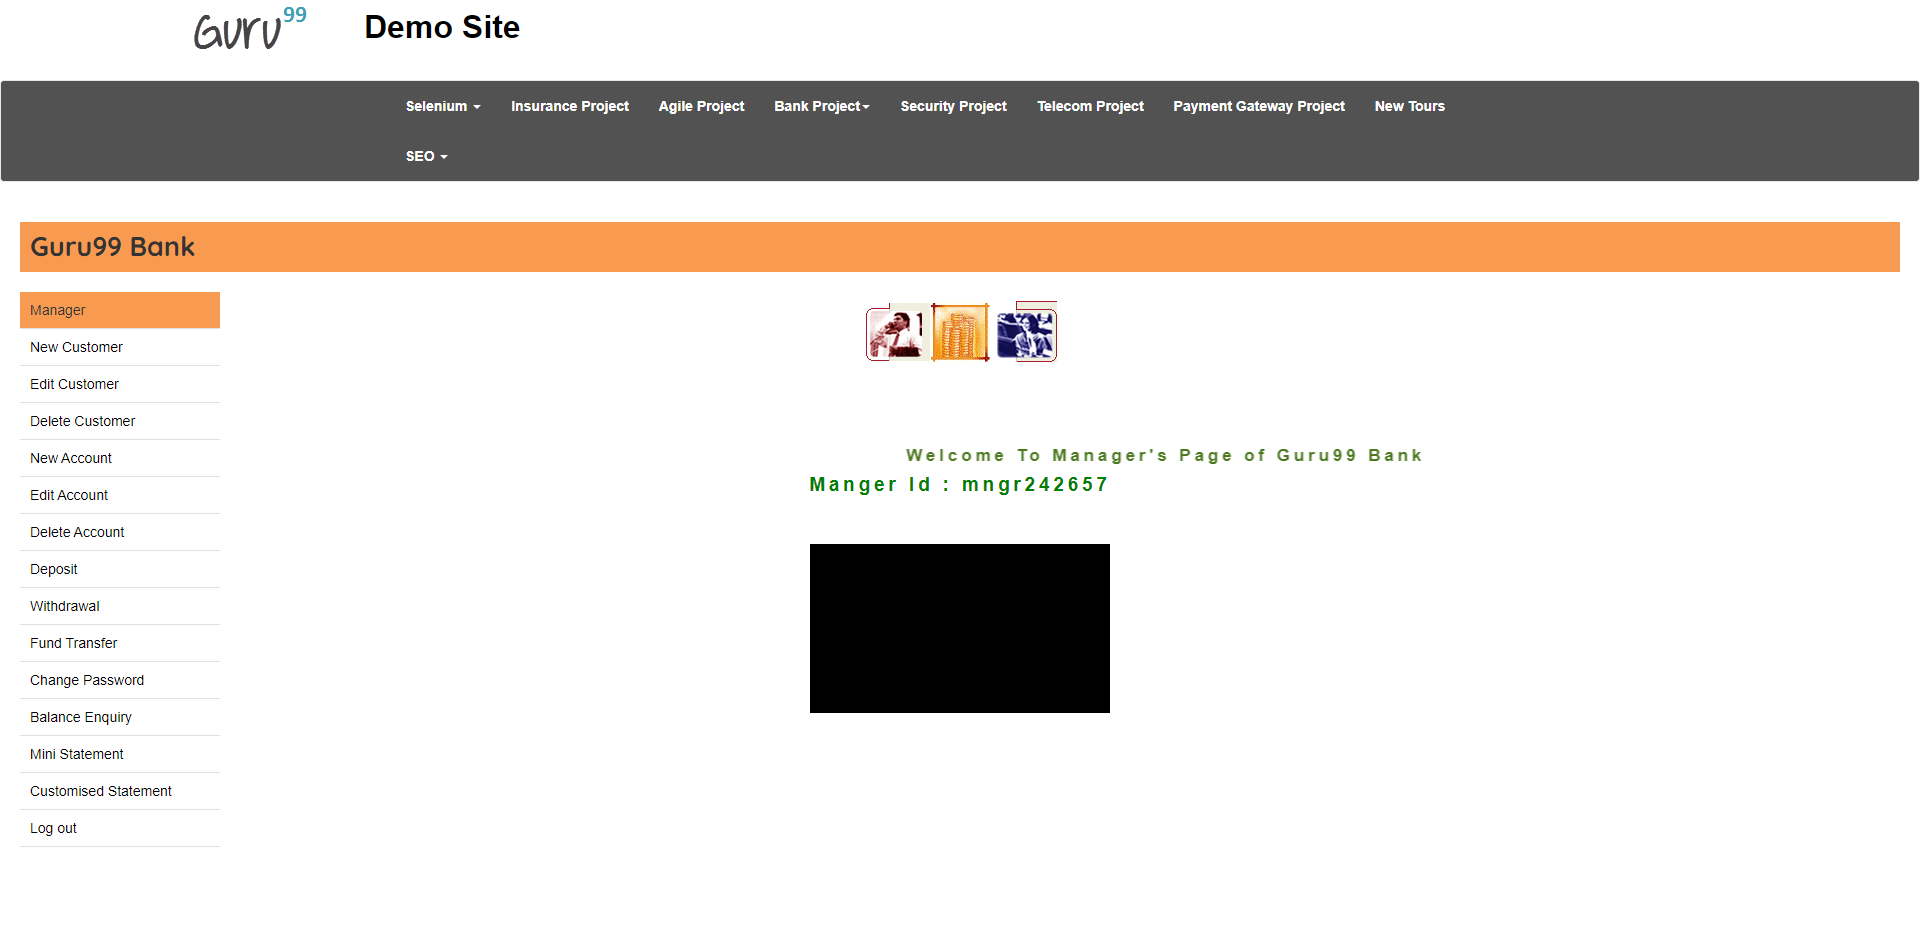 Guru99
Demo Site
Selenium Insurance Project Agile Project Bank Project Security Project Telecom Project Payment Gateway Project New Tours
SEO
Guru99 Bank
Manager
New Customer
Edit Customer
Delete Customer
New Account
Edit Account
Delete Account
Deposit
Withdrawal
Fund Transfer
Change Password
Balance Enquiry
Mini Statement
Customised Statement
Log out
Welcome To Manager's Page of Guru99 Bank
Manger Id : mngr242657